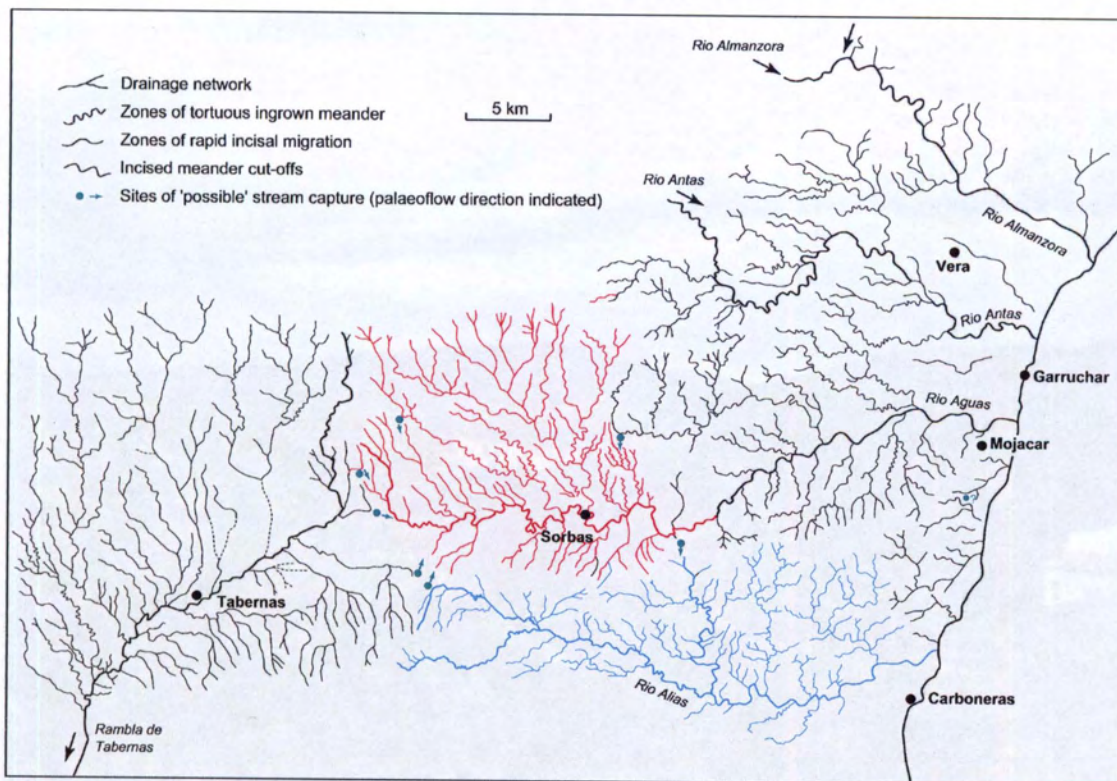 Rio Almanzora
Drainage network
Zones of tortuous ingrown meander
5 km
Zones of rapid incisal migration
Incised meander cut-offs
Rio Antas
Sites of 'possible' stream capture (palaeoflow direction indicated)
Rio Almanzora
Vera
Rio Antas
Garruchar
Rio Aguas
Mojacar
Sorbas
Tabernas
Rio Alias
Carboneras
Rambla de
Tabernas